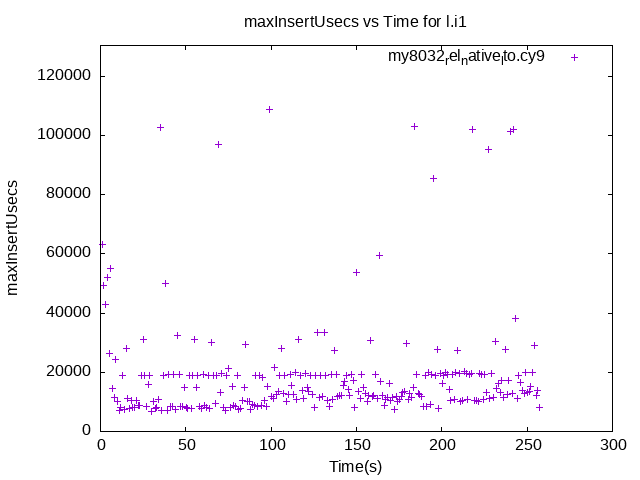 maxInsertUsecs vs Time for l.i1
my8032relnativelto.cy9
maxInsertUsecs
120000
100000
80000
60000
40000
20000
0
0 50 100 150 200 250 300
Time(s)